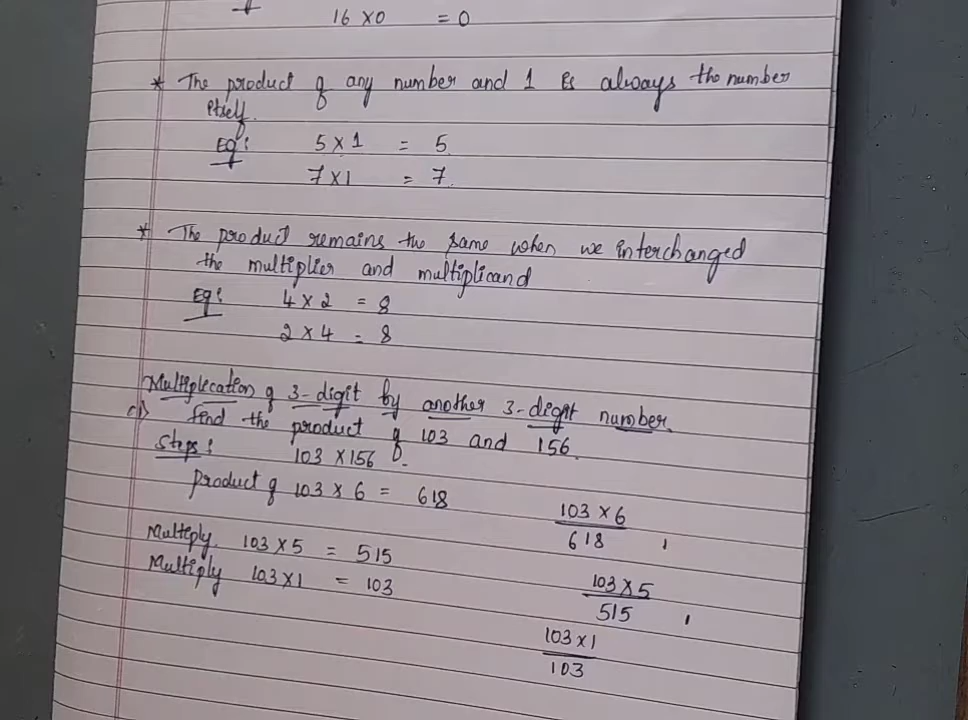 16 x 0 = 0
* The product of any number and 1 is always the number
itself.
Eg: 5 x 1 = 5
7 x 1 = 7.
* The product remains the same when we interchanged
the multiplier and multiplicand
Eg: 4 x 2 = 8
2 x 4 = 8
Multiplication of 3-digit by another 3-digit number.
c1) find the product of 103 and 156.
Steps: 103 x 156.
Product of 103 x 6 = 618
103 x 6
618 ,
Multiply 103 x 5 = 515
Multiply 103 x 1 = 103
103 x 5
515 ,
103 x 1
103